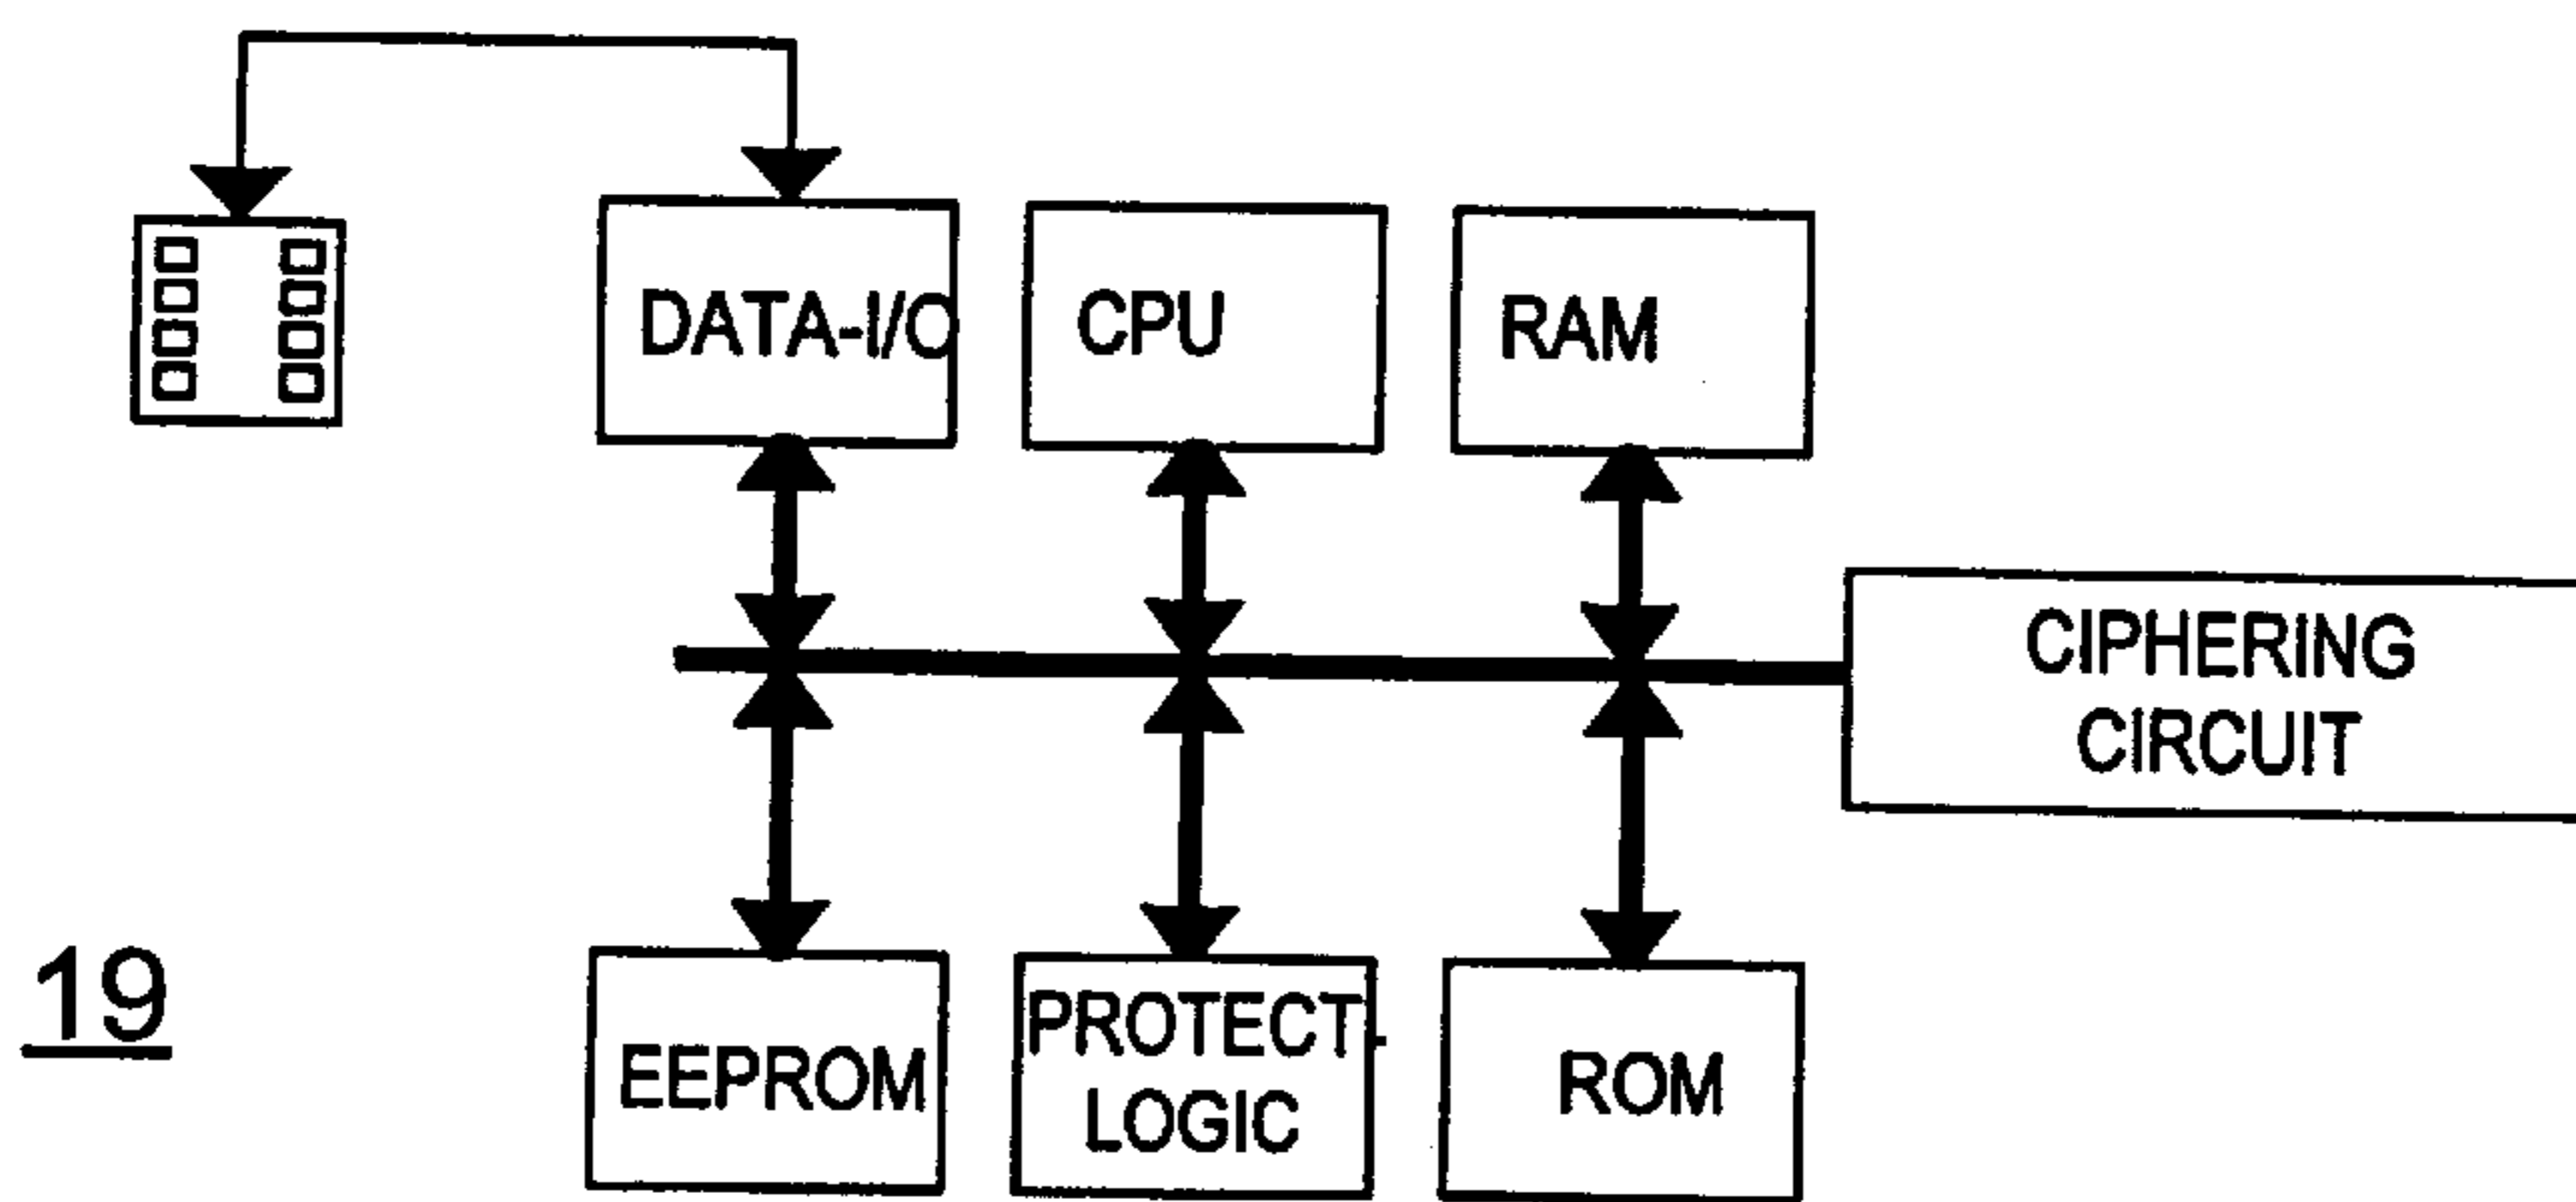 DATA-I/O
CPU
RAM
CIPHERING
CIRCUIT
19
EEPROM
PROTECT-
LOGIC
ROM